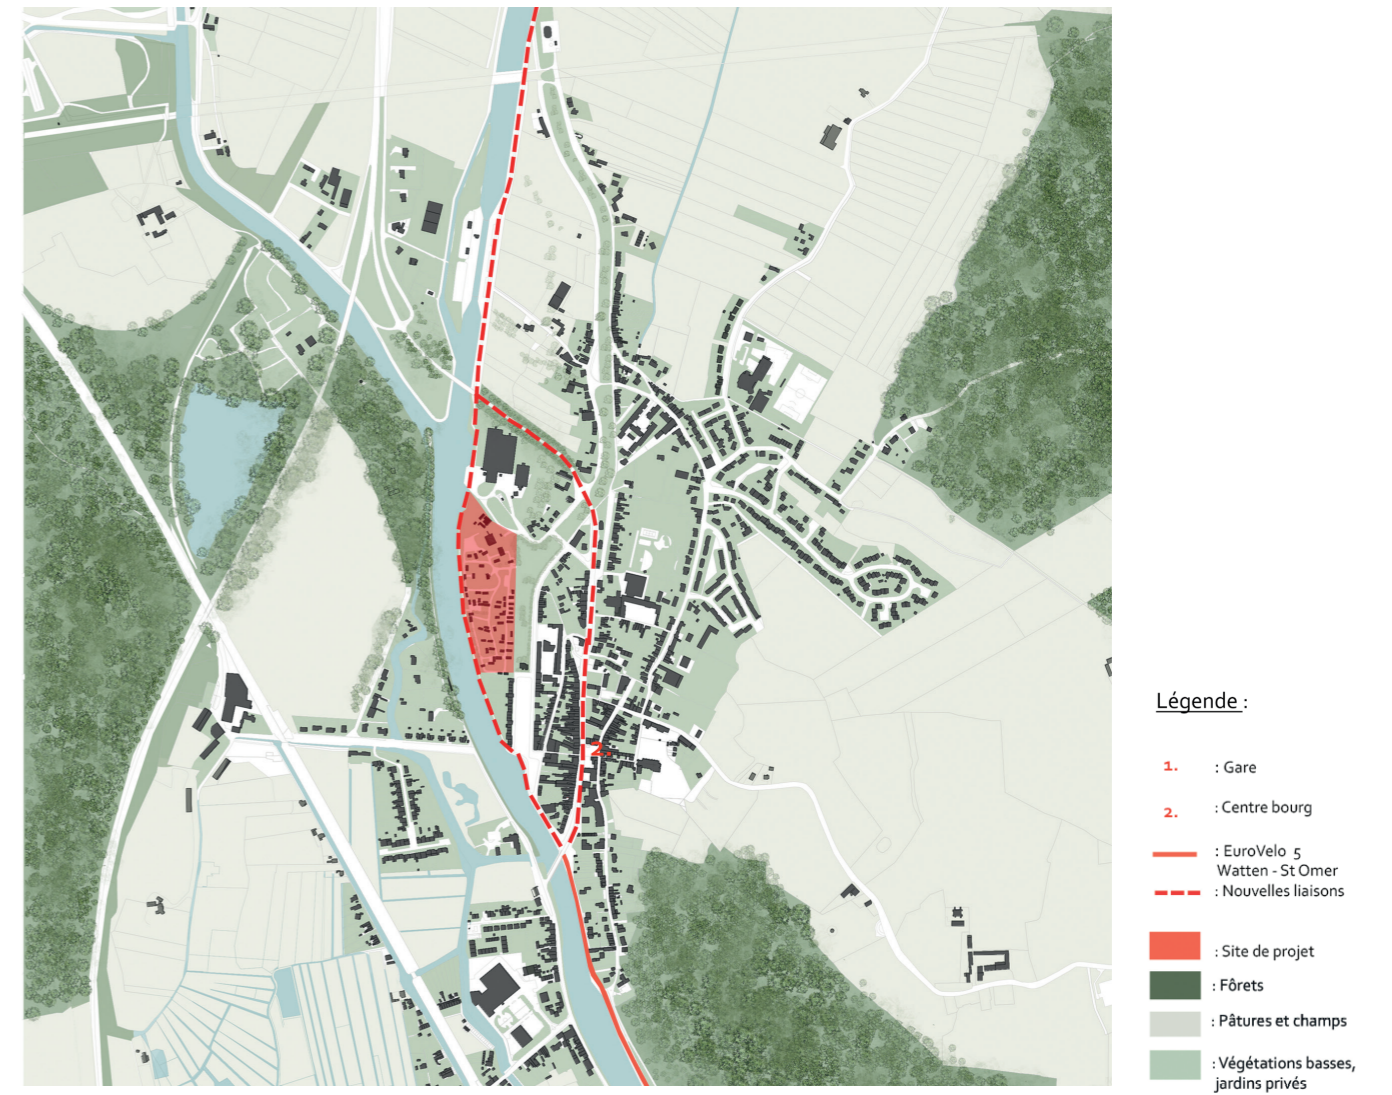 2.
Légende :
1. : Gare
2. : Centre bourg
: EuroVelo 5
Watten - St Omer
: Nouvelles liaisons
: Site de projet
: Fôrets
: Pâtures et champs
: Végétations basses,
jardins privés